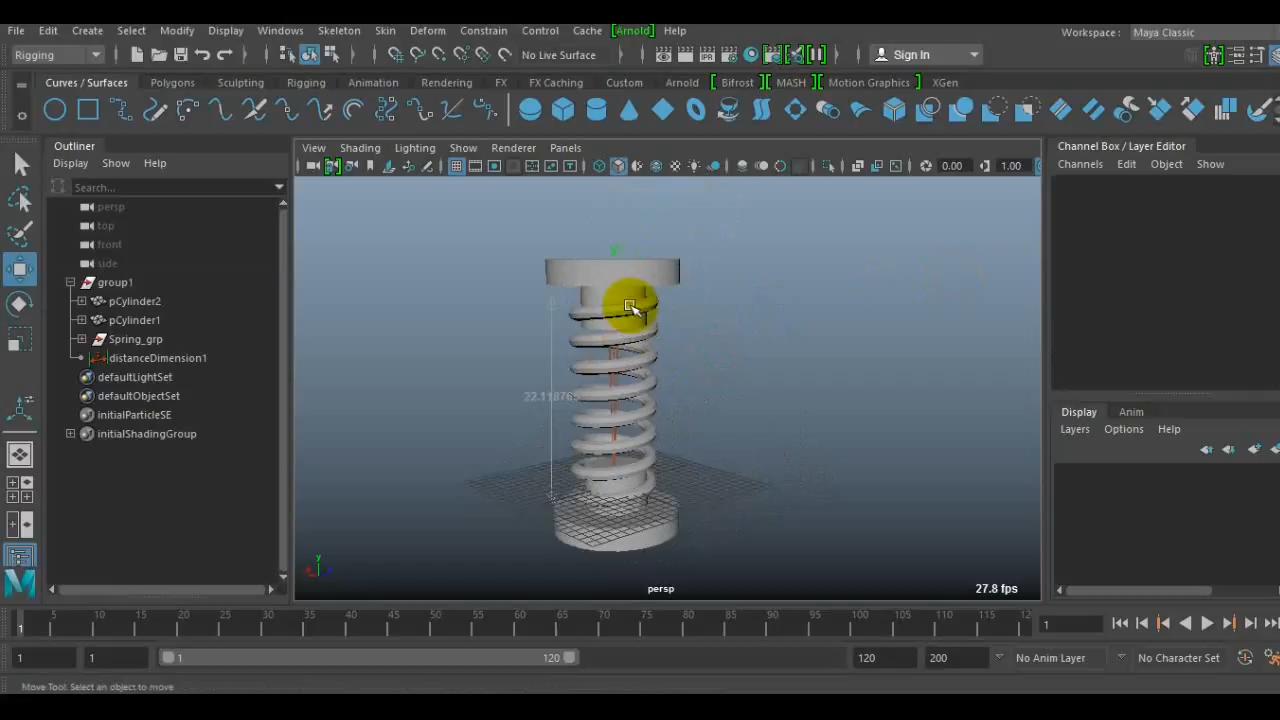 File Edit Create Select Modify Display Windows Skeleton Skin Deform Constrain Control Cache [Arnold] Help Workspace : Maya Classic
Rigging No Live Surface Sign In
Curves / Surfaces Polygons Sculpting Rigging Animation Rendering FX FX Caching Custom Arnold Bifrost MASH Motion Graphics XGen
Outliner View Shading Lighting Show Renderer Panels Channel Box / Layer Editor
Display Show Help Channels Edit Object Show
0.00 1.00
Search...
persp
top
front
side
y
group1
pCylinder2
pCylinder1
Spring_grp
distanceDimension1
defaultLightSet
defaultObjectSet
initialParticleSE
initialShadingGroup
Display Anim
Layers Options Help
y
persp 27.8 fps
5 10 15 20 25 30 35 40 45 50 55 60 65 70 75 80 85 90 95 100 105 110 115 12
1 1
1 1 1 120 120 200 No Anim Layer No Character Set
Move Tool: Select an object to move